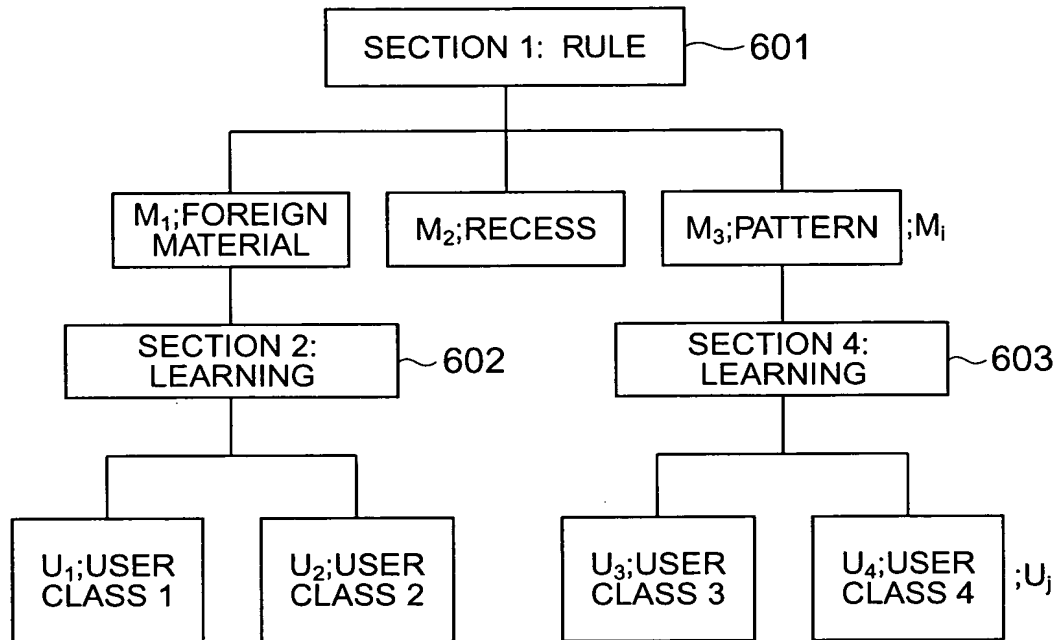 SECTION 1: RULE
601
M₁;FOREIGN
MATERIAL
M₂;RECESS
M₃;PATTERN
;Mᵢ
SECTION 2:
LEARNING
602
SECTION 4:
LEARNING
603
U₁;USER
CLASS 1
U₂;USER
CLASS 2
U₃;USER
CLASS 3
U₄;USER
CLASS 4
;Uⱼ